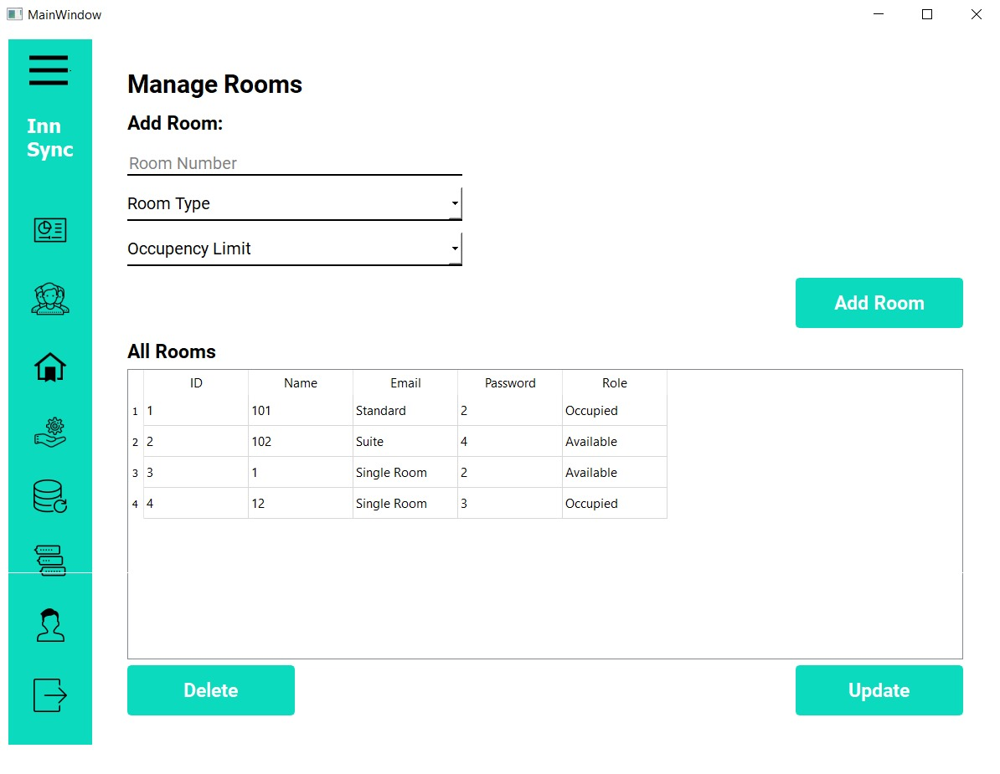 MainWindow
Inn
Sync
Manage Rooms
Add Room:
Room Number
Room Type
Occupency Limit
Add Room
All Rooms
ID Name Email Password Role
1 1 101 Standard 2 Occupied
2 2 102 Suite 4 Available
3 3 1 Single Room 2 Available
4 4 12 Single Room 3 Occupied
Delete Update